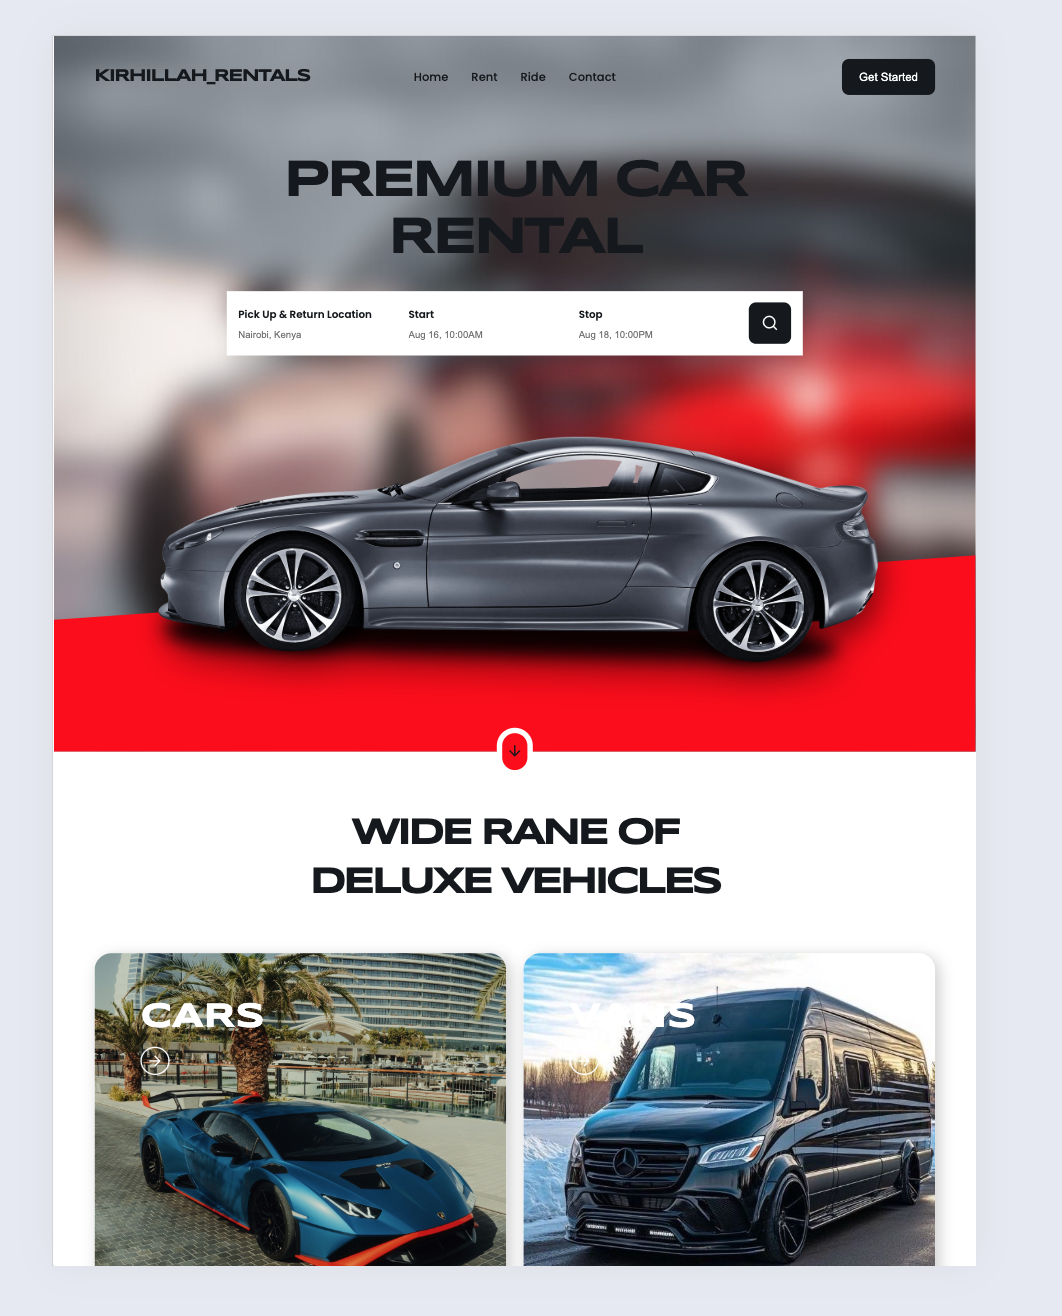 KIRHILLAH_RENTALS
Home Rent Ride Contact
Get Started
PREMIUM CAR
RENTAL
Pick Up & Return Location Start Stop
Nairobi, Kenya Aug 16, 10:00AM Aug 18, 10:00PM
WIDE RANE OF
DELUXE VEHICLES
CARS